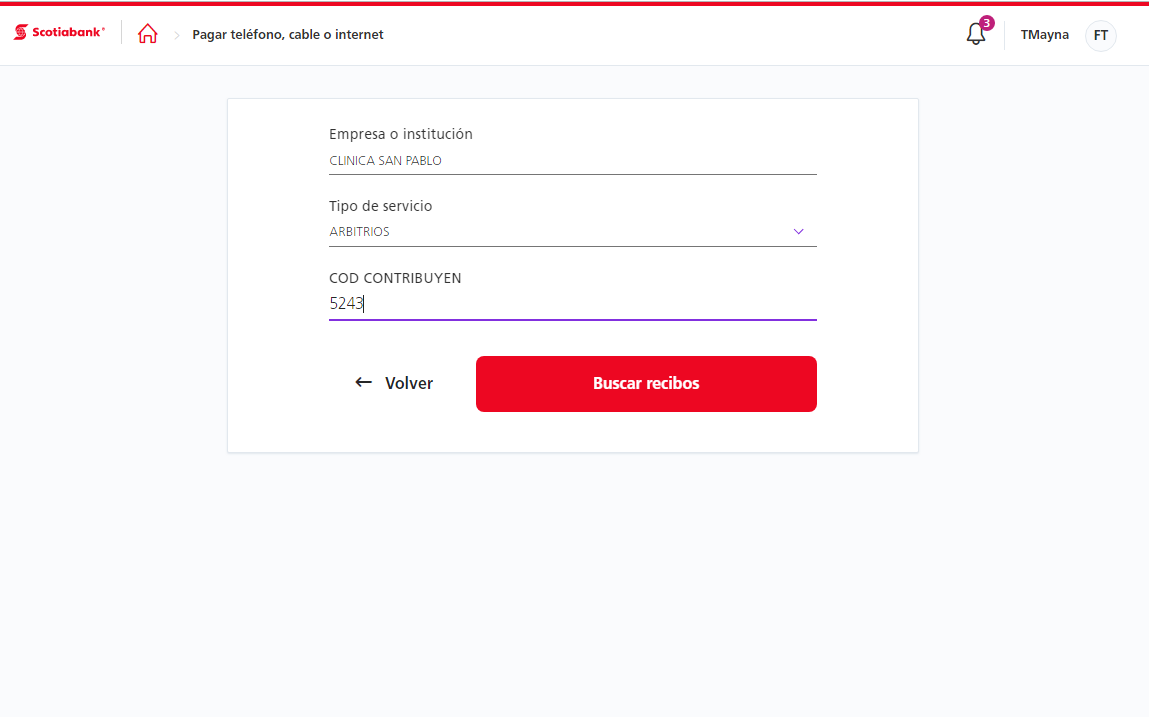 Scotiabank
Pagar teléfono, cable o internet
3
TMayna
FT
Empresa o institución
CLINICA SAN PABLO
Tipo de servicio
ARBITRIOS
COD CONTRIBUYEN
5243
Volver
Buscar recibos